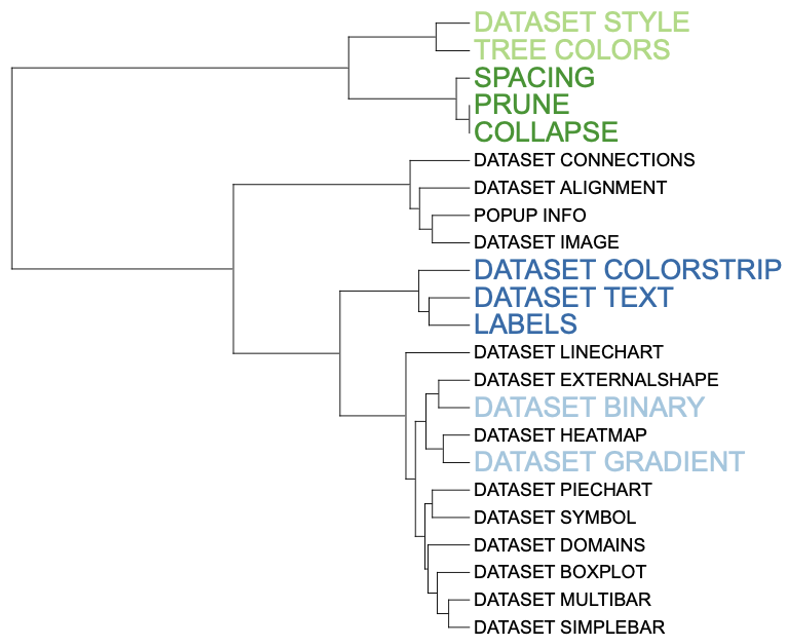 DATASET STYLE
TREE COLORS
SPACING
PRUNE
COLLAPSE
DATASET CONNECTIONS
DATASET ALIGNMENT
POPUP INFO
DATASET IMAGE
DATASET COLORSTRIP
DATASET TEXT
LABELS
DATASET LINECHART
DATASET EXTERNALSHAPE
DATASET BINARY
DATASET HEATMAP
DATASET GRADIENT
DATASET PIECHART
DATASET SYMBOL
DATASET DOMAINS
DATASET BOXPLOT
DATASET MULTIBAR
DATASET SIMPLEBAR